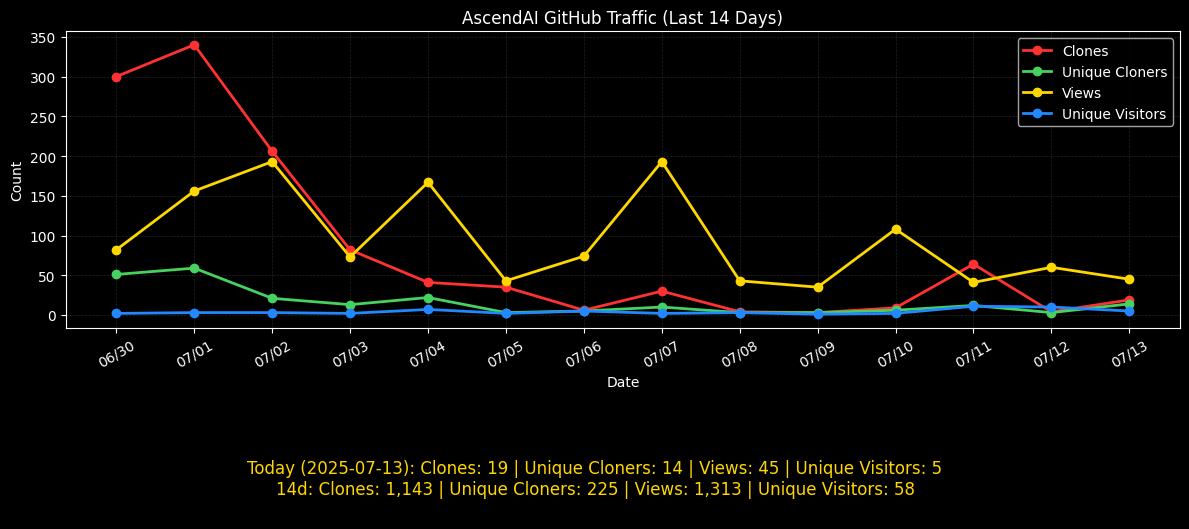 AscendAI GitHub Traffic (Last 14 Days)
350
300
250
200
150
100
50
0
Count
Clones
Unique Cloners
Views
Unique Visitors
06/30
07/01
07/02
07/03
07/04
07/05
07/06
07/07
07/08
07/09
07/10
07/11
07/12
07/13
Date
Today (2025-07-13): Clones: 19 | Unique Cloners: 14 | Views: 45 | Unique Visitors: 5
14d: Clones: 1,143 | Unique Cloners: 225 | Views: 1,313 | Unique Visitors: 58